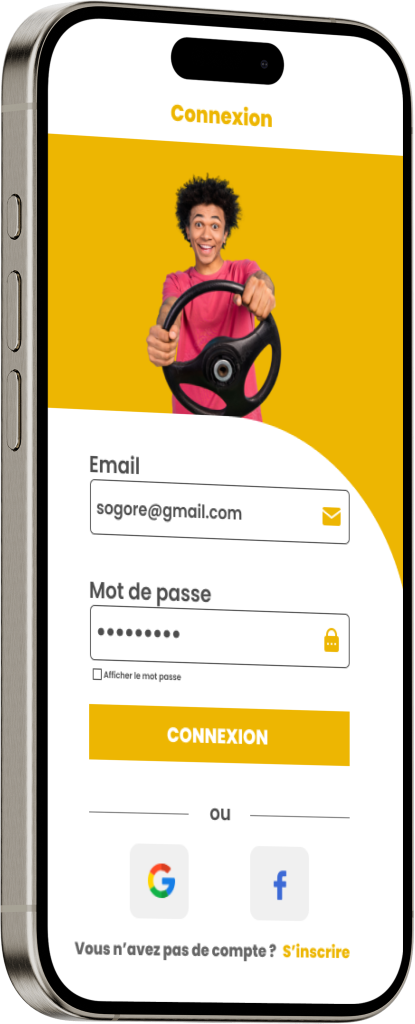 Connexion
Email
sogore@gmail.com
Mot de passe
•••••••••
Afficher le mot passe
CONNEXION
ou
G f
Vous n’avez pas de compte ? S’inscrire